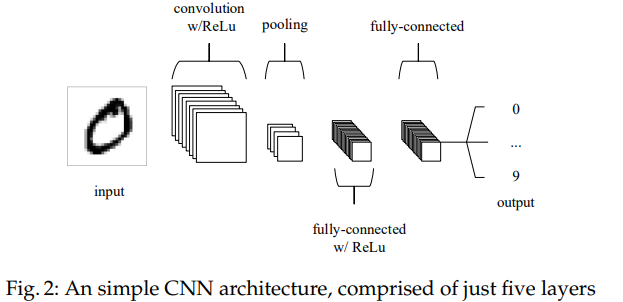 convolution
w/ReLu
pooling
fully-connected
input
0
...
9
output
fully-connected
w/ ReLu
Fig. 2: An simple CNN architecture, comprised of just five layers